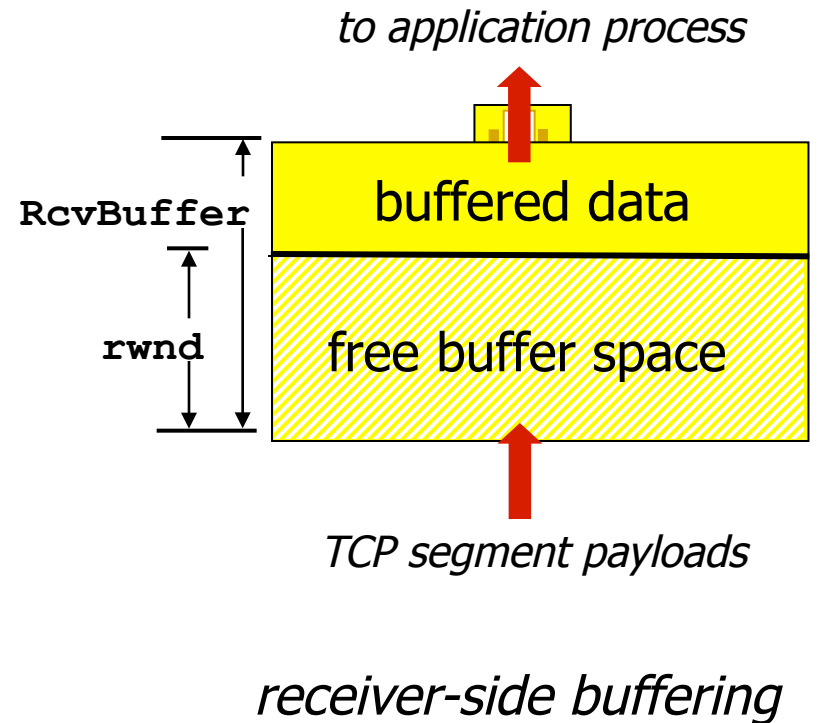 to application process
RcvBuffer
buffered data
rwnd
free buffer space
TCP segment payloads
receiver-side buffering